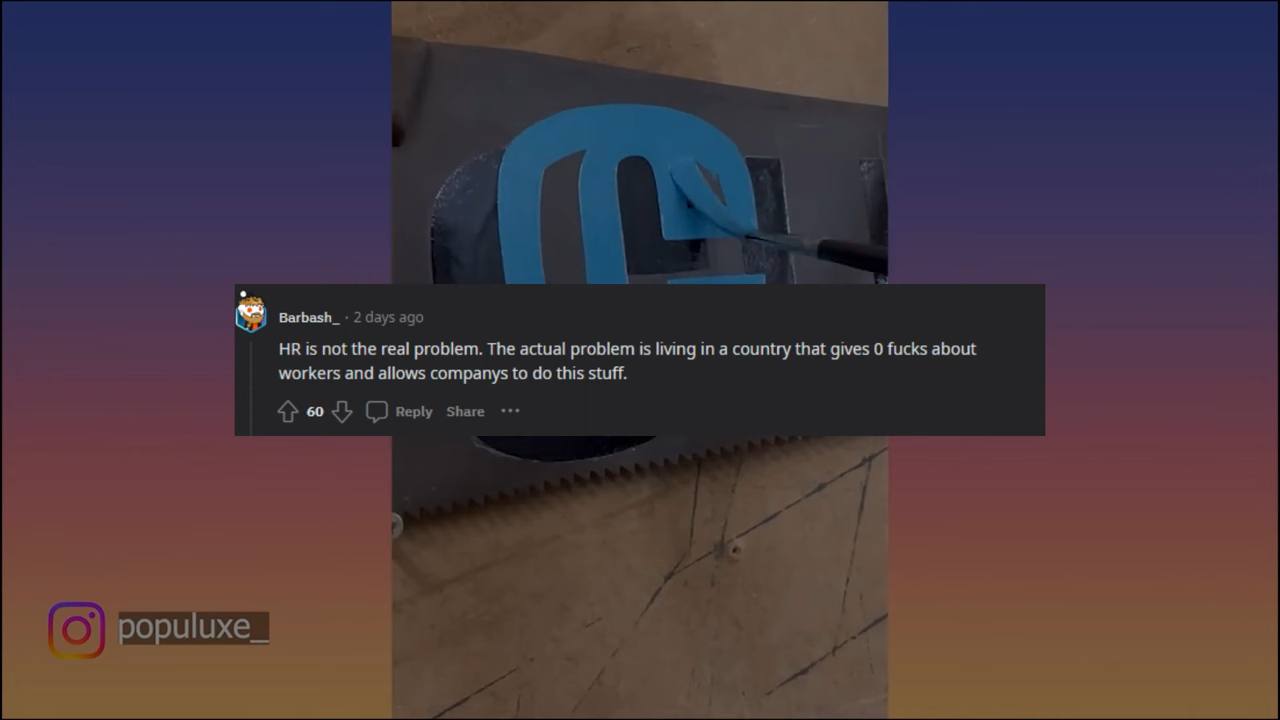 Barbash_ · 2 days ago
HR is not the real problem. The actual problem is living in a country that gives 0 fucks about
workers and allows companys to do this stuff.
60 Reply Share ···
populuxe_